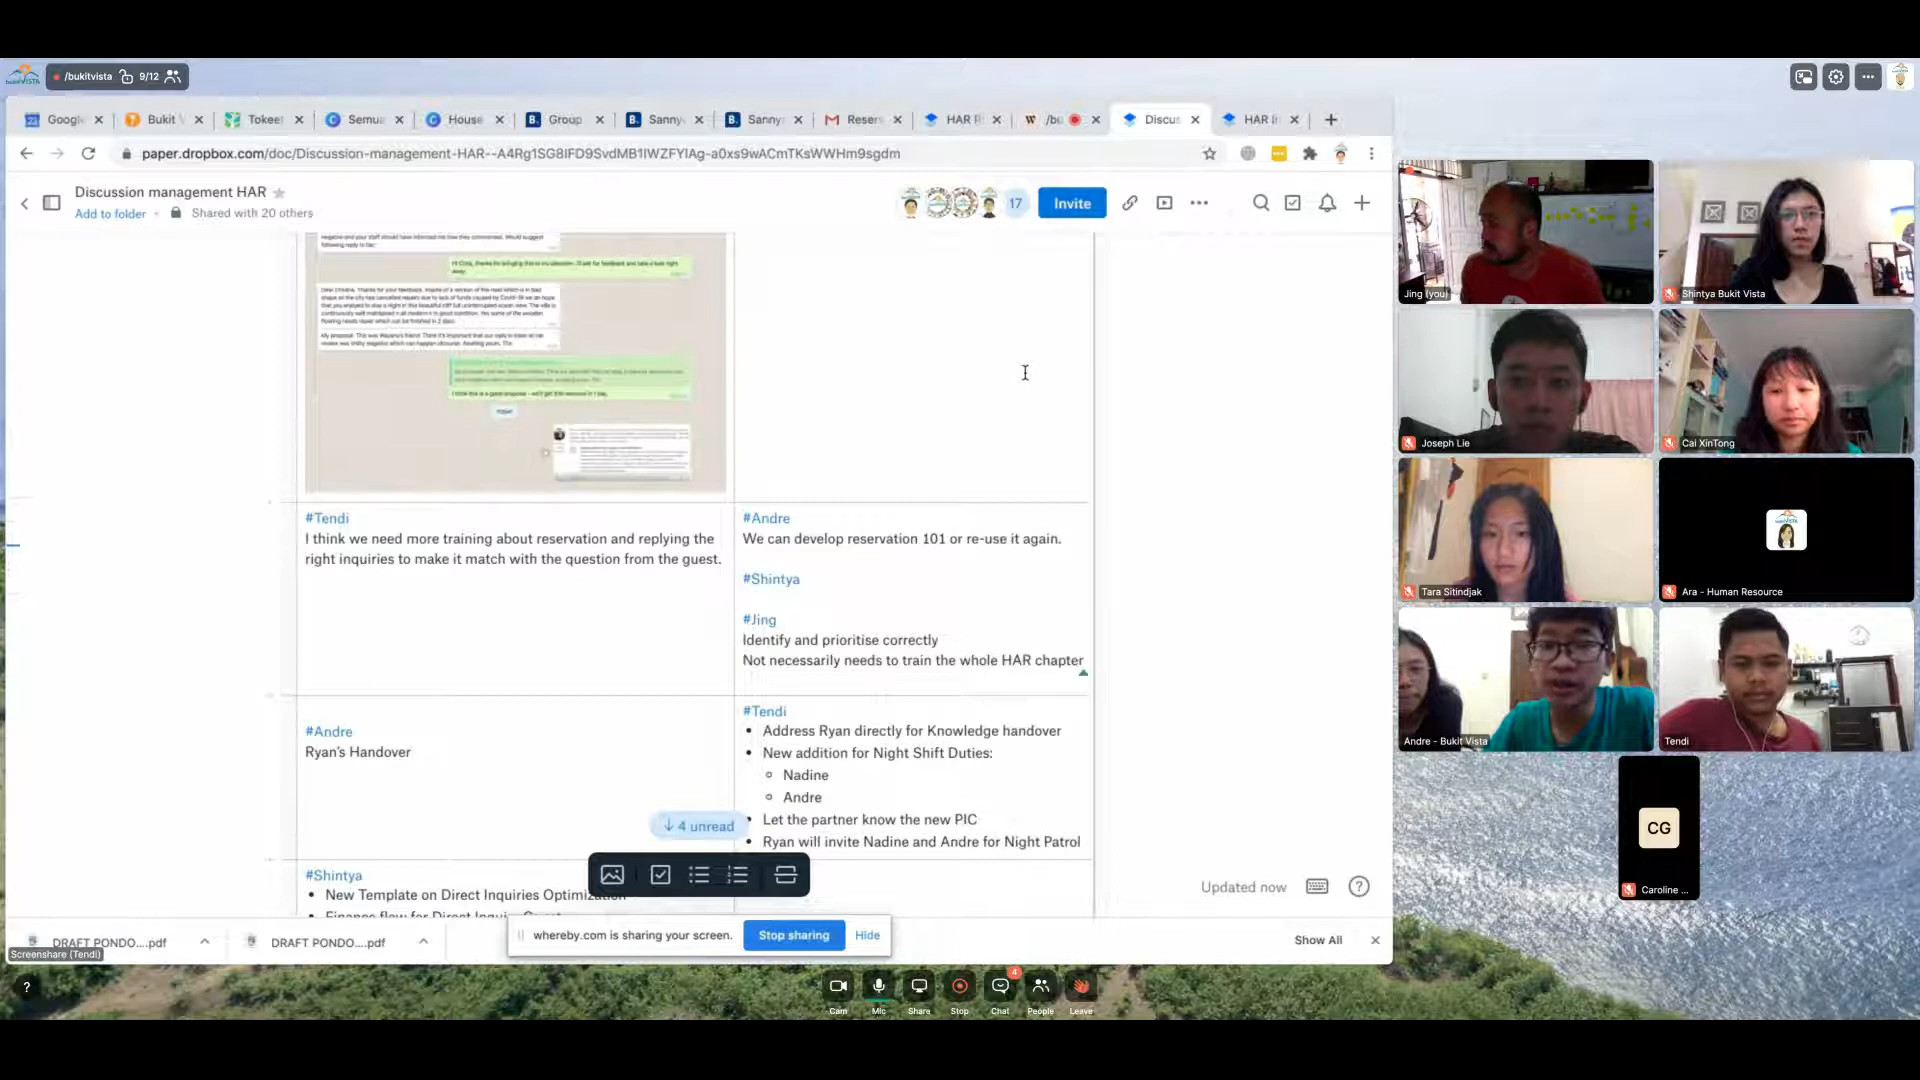 /bukitvista 9/12
Google
Bukit V
Tokeet
Semua
House
Group
Sanny
Sanny
Reserv
HAR P
/bu
Discus
HAR
paper.dropbox.com/doc/Discussion-management-HAR--A4Rg1SG8IFD9SvdMB1IWZFYIAg-a0xs9wACmTKsWWHm9sgdm
Discussion management HAR
Add to folder
Shared with 20 others
17
Invite
#Tendi
I think we need more training about reservation and replying the
right inquiries to make it match with the question from the guest.
#Andre
We can develop reservation 101 or re-use it again.
#Shintya
#Jing
Identify and prioritise correctly
Not necessarily needs to train the whole HAR chapter
#Andre
Ryan's Handover
#Tendi
• Address Ryan directly for Knowledge handover
• New addition for Night Shift Duties:
○ Nadine
○ Andre
• Let the partner know the new PIC
• Ryan will invite Nadine and Andre for Night Patrol
4 unread
#Shintya
• New Template on Direct Inquiries Optimization
Updated now
DRAFT PONDO....pdf
DRAFT PONDO....pdf
Screenshare (Tendi)
whereby.com is sharing your screen.
Stop sharing
Hide
Show All
?
Cam
Mic
Share
Stop
4
Chat
People
Leave
Jing (you)
Shintya Bukit Vista
Joseph Lie
Cai XinTong
Tara Sitindjak
Ara - Human Resource
Andre - Bukit Vista
Tendi
CG
Caroline ...